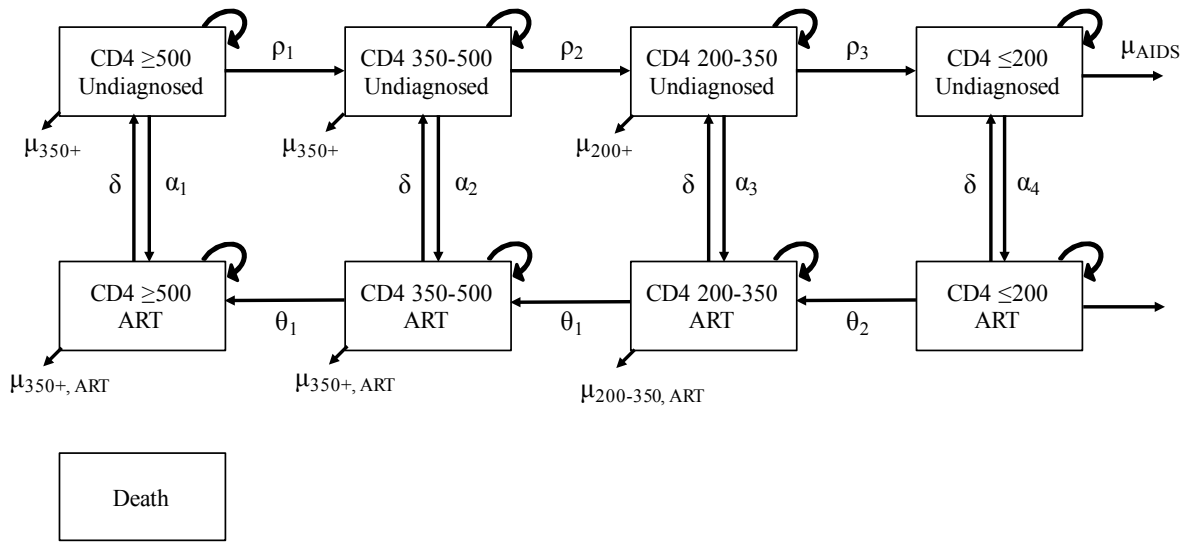 CD4 ≥500
Undiagnosed
ρ1
CD4 350-500
Undiagnosed
ρ2
CD4 200-350
Undiagnosed
ρ3
CD4 ≤200
Undiagnosed
μAIDS
μ350+
μ350+
μ200+
δ
α1
δ
α2
δ
α3
δ
α4
CD4 ≥500
ART
θ1
CD4 350-500
ART
θ1
CD4 200-350
ART
θ2
CD4 ≤200
ART
μ350+, ART
μ350+, ART
μ200-350, ART
Death